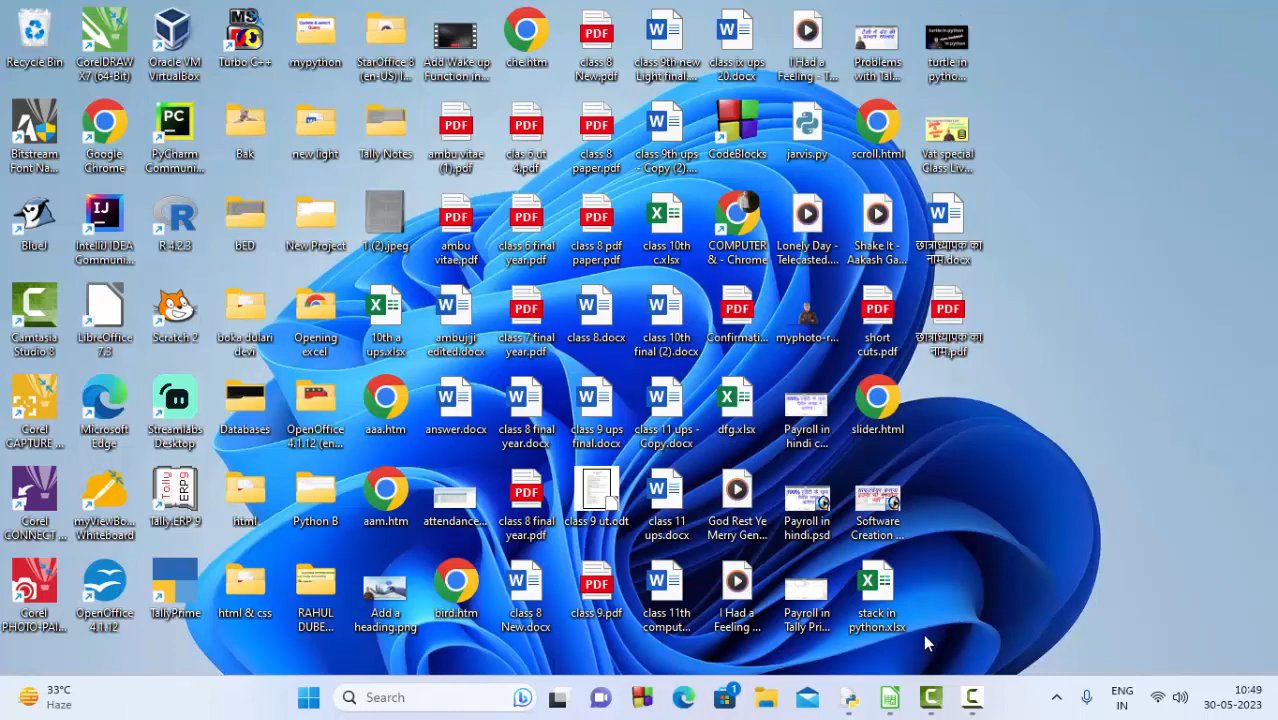 Recycle Bin
CorelDRAW X7 (64-Bit)
Oracle VM VirtualBox
Turbo C++
mypython
StarOffice 8 (en-US) I...
Add Wake up Function in...
che.htm
class 8 New.pdf
class 9th new Light final....
class ix ups 20.docx
I Had a Feeling - T...
Problems with Tal...
turtle in pytho...
Bitstream Font Na...
Google Chrome
PyCharm Communi...
Bak
new light
Tally Notes
ambu vitae (1).pdf
clas 6 ut 4.pdf
class 8 paper.pdf
class 9th ups - Copy (2)....
CodeBlocks
jarvis.py
scroll.html
Vat special Class Liv...
BlueJ
IntelliJ IDEA Communi...
R 4.2.3
bED
New Project
1 (2).jpeg
ambu vitae.pdf
class 6 final year.pdf
class 8 pdf paper.pdf
class 10th c.xlsx
COMPUTER & - Chrome
Lonely Day - Telecasted....
Shake It - Aakash Ga...
छात्राध्यापक का नाम.docx
Camtasia Studio 8
LibreOffice 7.3
Scratch 2
boka dulari devi
Opening excel
10th a ups.xlsx
ambuj ji edited.docx
class 7 final year.pdf
class 8.docx
class 10th final (2).docx
Confirmati...
myphoto-r...
short cuts.pdf
छात्राध्यापक का नाम.pdf
Corel CAPTURE ...
Microsoft Edge
Streamlabs Desktop
Databases
OpenOffice 4.1.12 (en...
aaa.htm
answer.docx
class 8 final year.docx
class 9 ups final.docx
class 11 ups - Copy.docx
dfg.xlsx
Payroll in hindi c...
slider.html
Corel CONNECT ...
myViewBo... Whiteboard
Tally.ERP 9
html
Python B
aam.htm
attendance...
class 8 final year.pdf
class 9 ut.odt
class 11 ups.docx
God Rest Ye Merry Gen...
Payroll in hindi.psd
Software Creation ...
Corel PHOTO-PAI...
OpenOffice 4.1.12
TallyPrime
html & css
RAHUL DUBE...
Add a heading.png
bird.htm
class 8 New.docx
class 9.pdf
class 11th comput...
I Had a Feeling ...
Payroll in Tally Pri...
stack in python.xlsx
33°C
Haze
Search
1
ENG
IN
10:49
30-05-2023